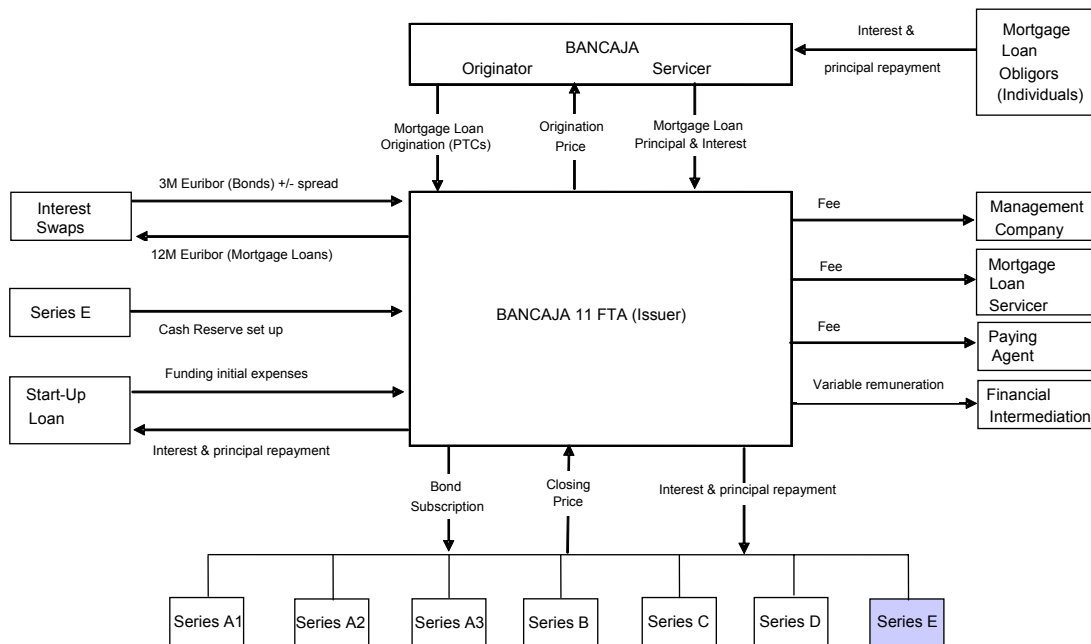 BANCAJA
Originator Servicer
Interest &
principal repayment
Mortgage
Loan
Obligors
(Individuals)
Mortgage Loan
Origination (PTCs)
Origination
Price
Mortgage Loan
Principal & Interest
3M Euribor (Bonds) +/- spread
Interest
Swaps
12M Euribor (Mortgage Loans)
Series E
Cash Reserve set up
Funding initial expenses
Start-Up
Loan
Interest & principal repayment
BANCAJA 11 FTA (Issuer)
Fee
Management
Company
Fee
Mortgage
Loan
Servicer
Fee
Paying
Agent
Variable remuneration
Financial
Intermediation
Bond
Subscription
Closing
Price
Interest & principal repayment
Series A1
Series A2
Series A3
Series B
Series C
Series D
Series E